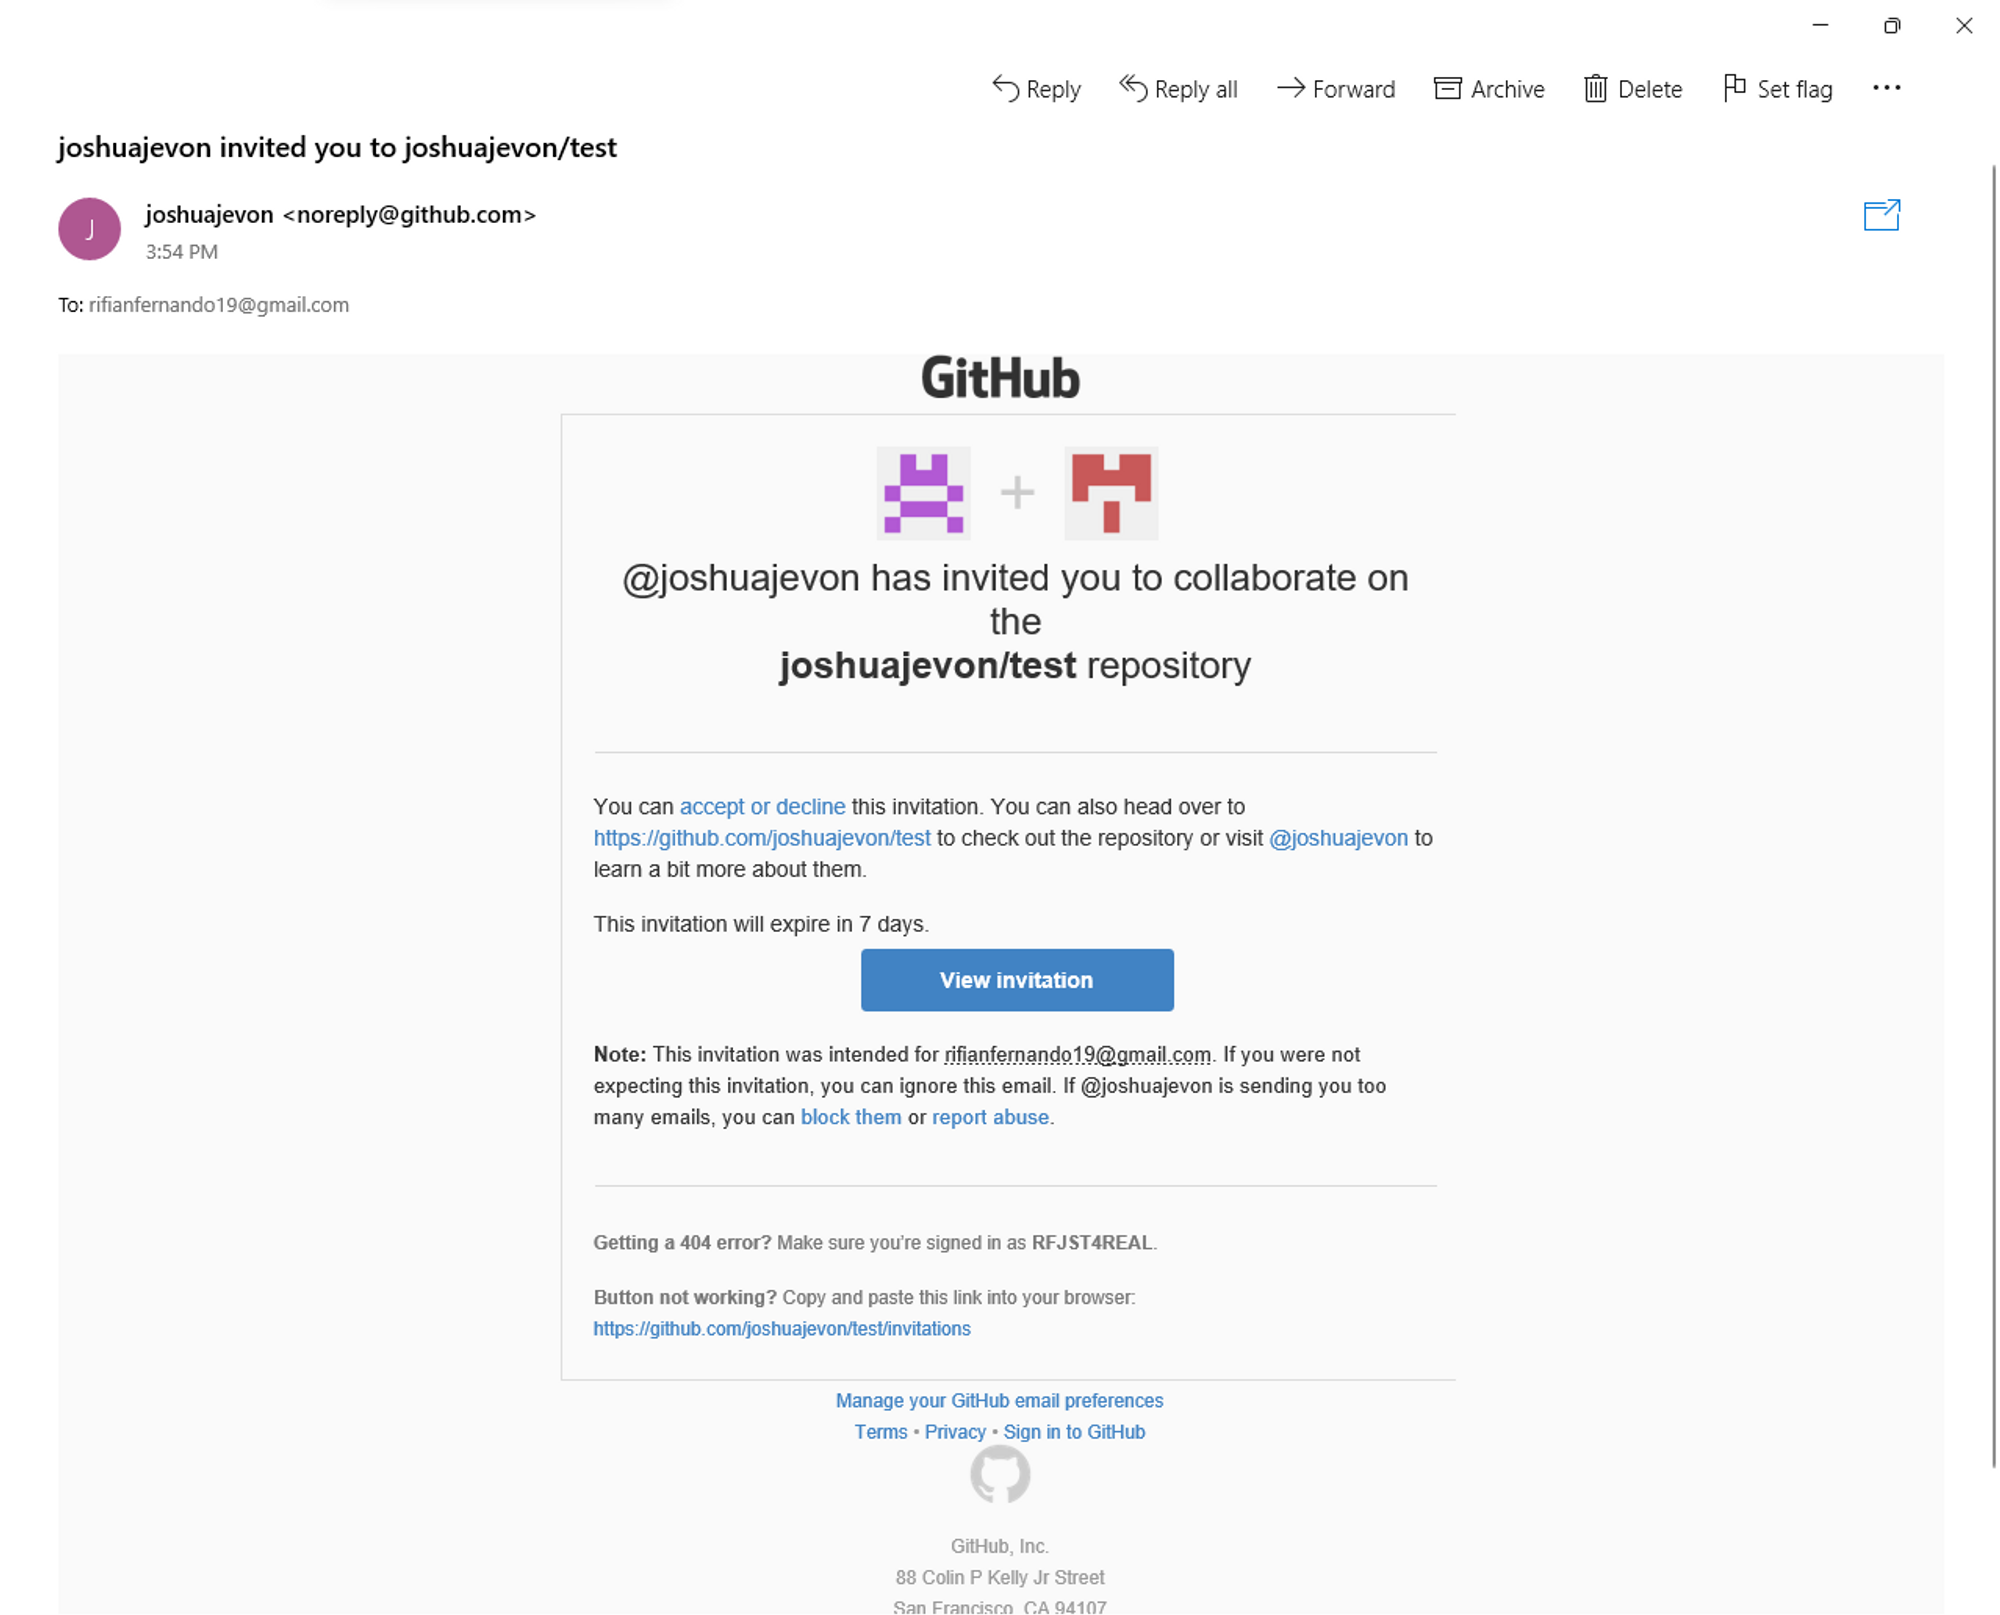 Reply
Reply all
Forward
Archive
Delete
Set flag
joshuajevon invited you to joshuajevon/test
J
joshuajevon <noreply@github.com>
3:54 PM
To: rifianfernando19@gmail.com
GitHub
@joshuajevon has invited you to collaborate on
the
joshuajevon/test repository
You can accept or decline this invitation. You can also head over to
https://github.com/joshuajevon/test to check out the repository or visit @joshuajevon to
learn a bit more about them.
This invitation will expire in 7 days.
View invitation
Note: This invitation was intended for rifianfernando19@gmail.com. If you were not
expecting this invitation, you can ignore this email. If @joshuajevon is sending you too
many emails, you can block them or report abuse.
Getting a 404 error? Make sure you're signed in as RFJST4REAL.
Button not working? Copy and paste this link into your browser:
https://github.com/joshuajevon/test/invitations
Manage your GitHub email preferences
Terms • Privacy • Sign in to GitHub
GitHub, Inc.
88 Colin P Kelly Jr Street
San Francisco, CA 94107